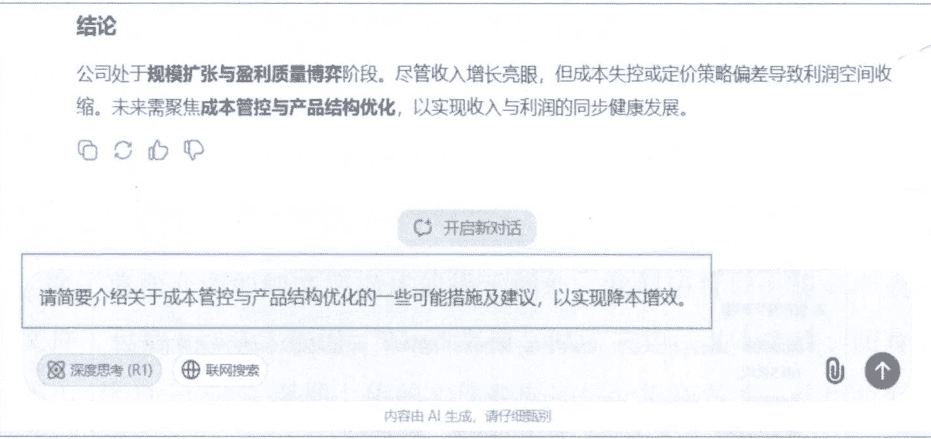 结论
公司处于规模扩张与盈利质量博弈阶段。尽管收入增长亮眼，但成本失控或定价策略偏差导致利润空间收
缩。未来需聚焦成本管控与产品结构优化，以实现收入与利润的同步健康发展。
开启新对话
请简要介绍关于成本管控与产品结构优化的一些可能措施及建议，以实现降本增效。
深度思考 (R1) 联网搜索
内容由 AI 生成，请仔细甄别